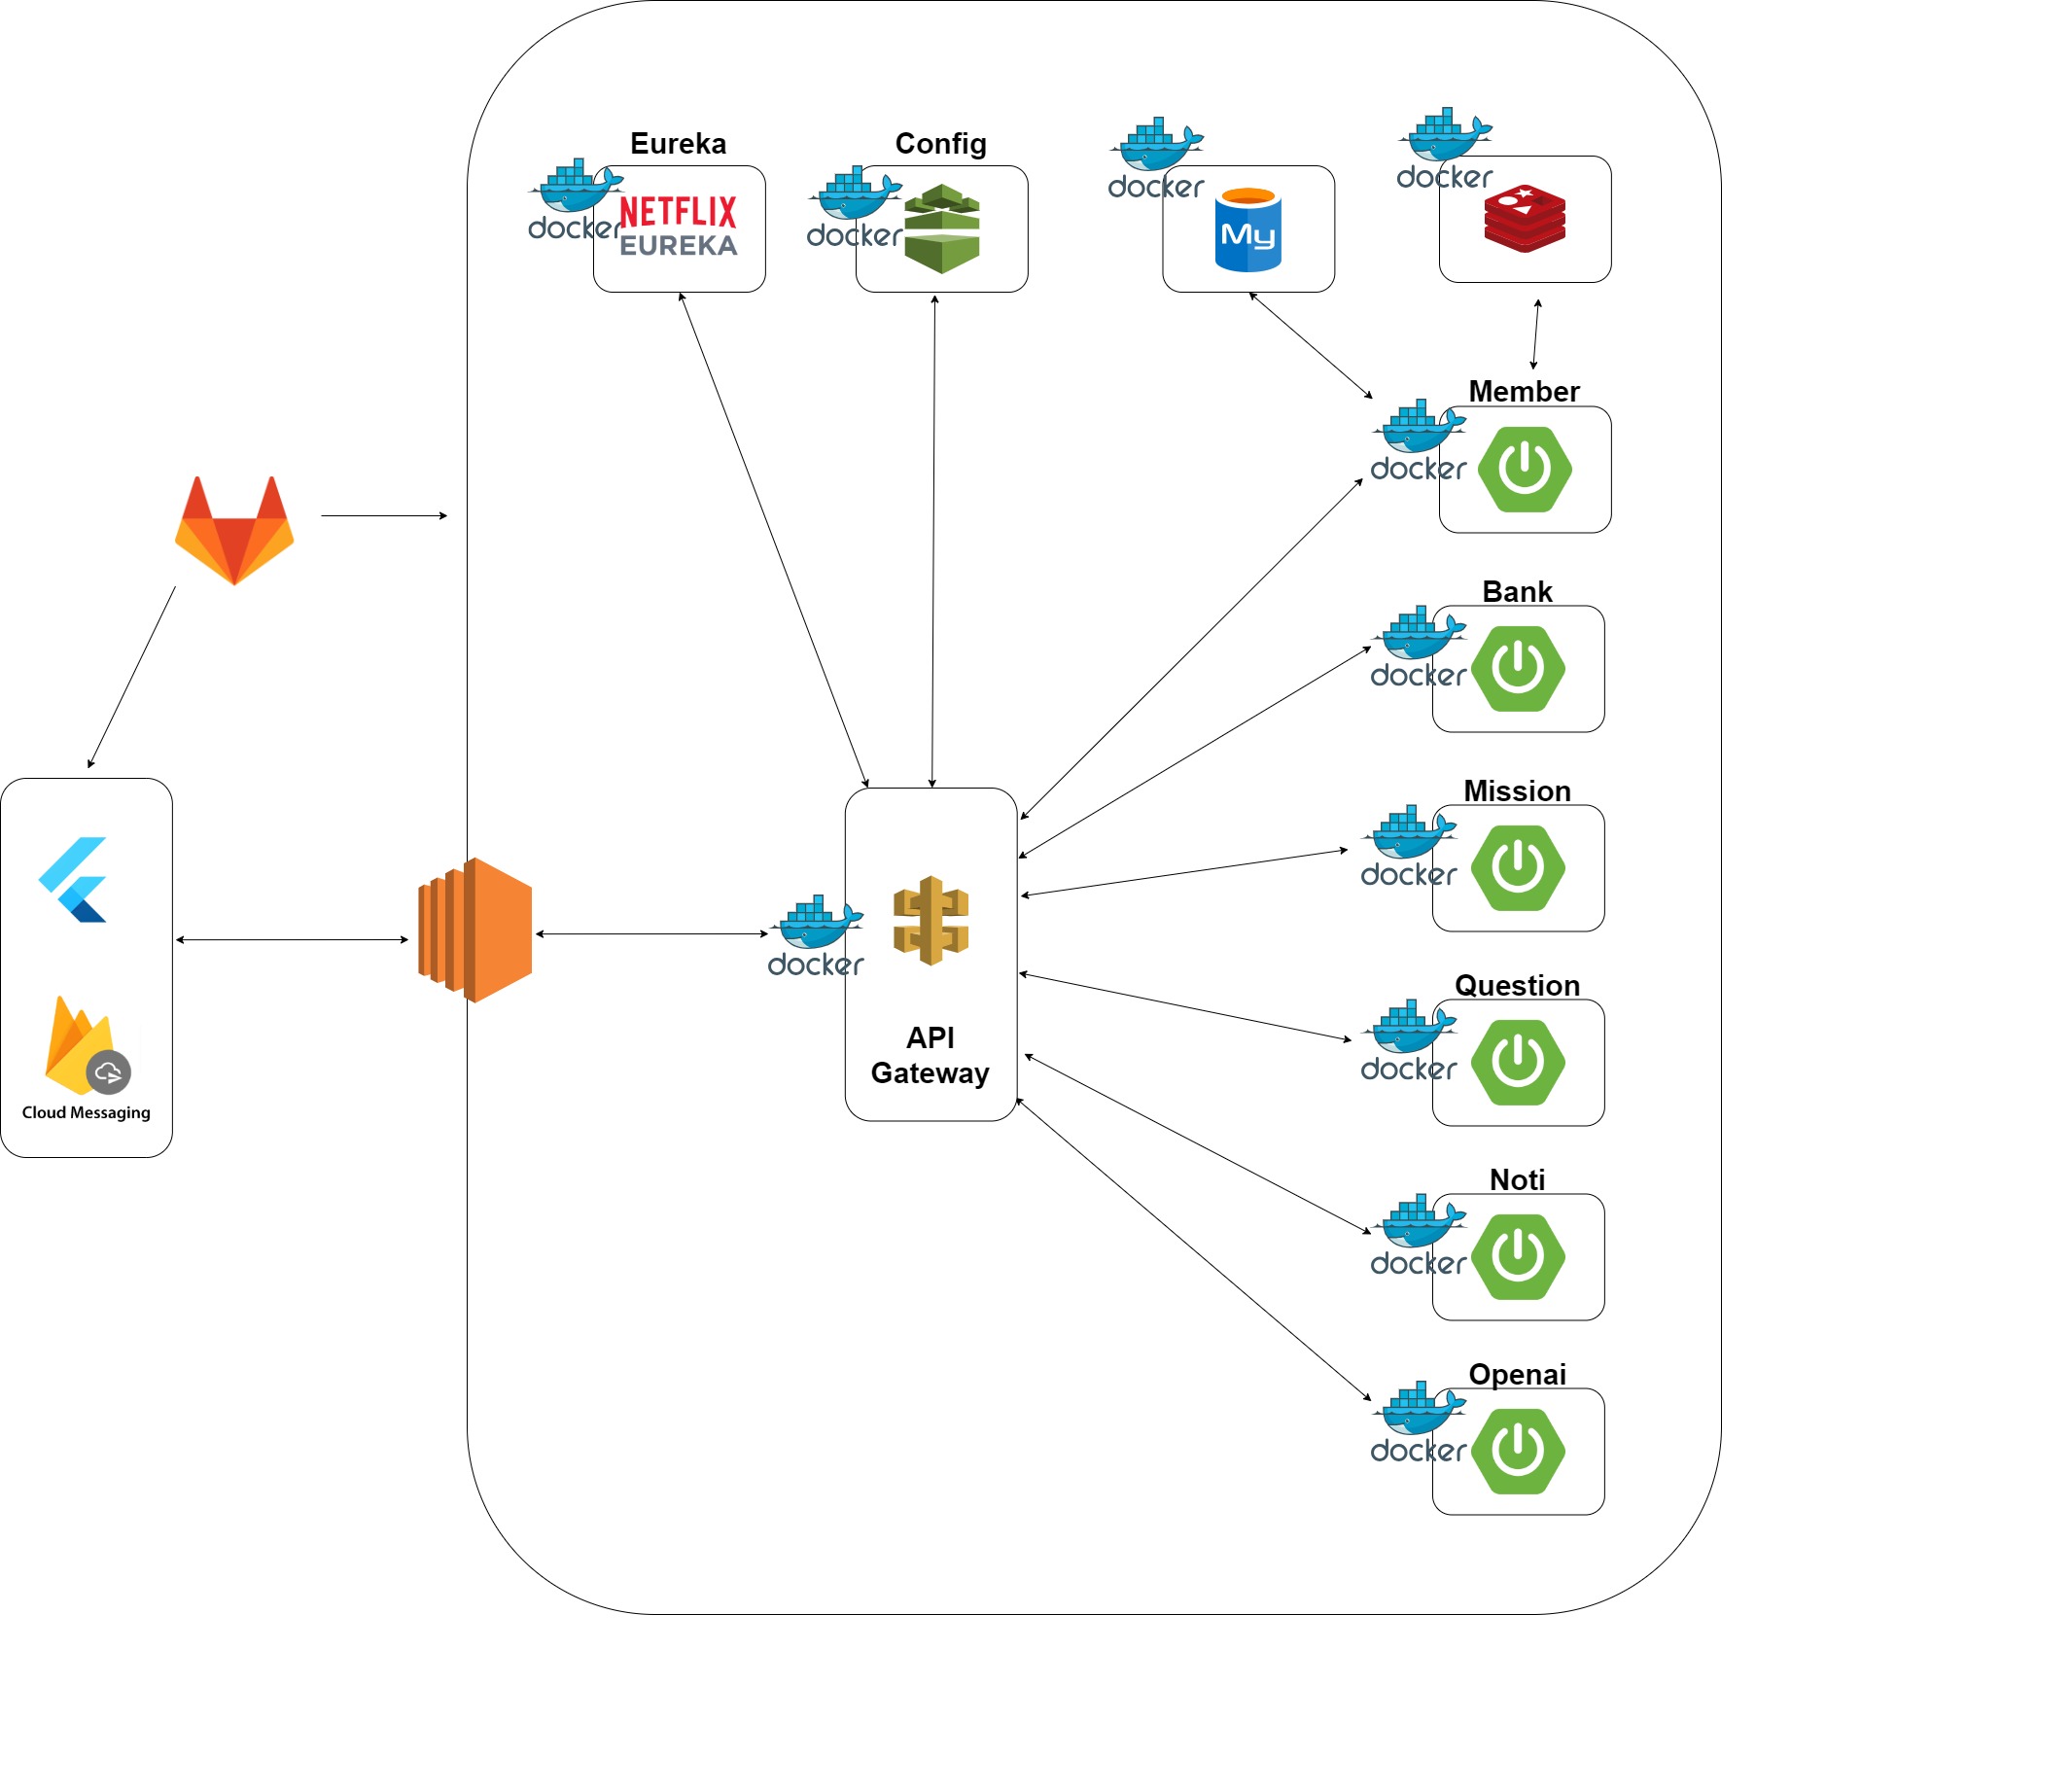 Eureka
docker
NETFLIX
EUREKA
Config
docker
docker
My
docker
Member
docker
Bank
docker
Mission
docker
Question
docker
Noti
docker
Openai
docker
docker
API
Gateway
Cloud Messaging